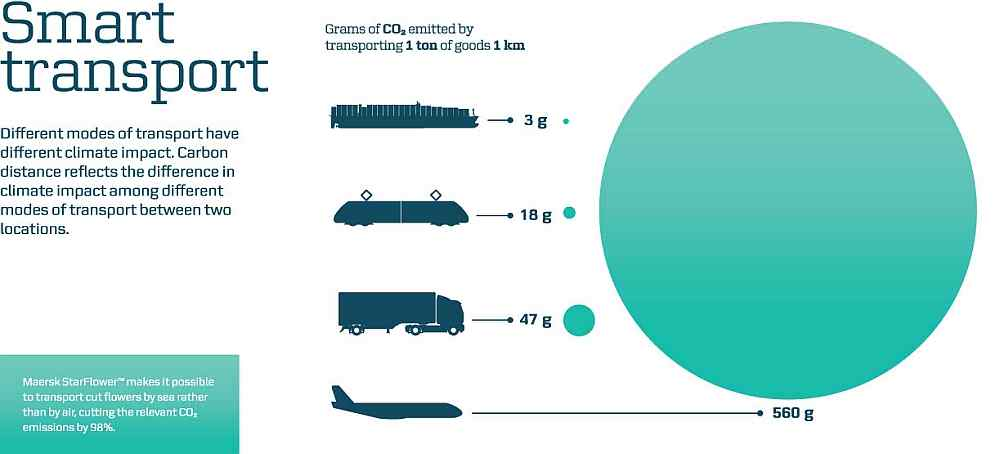 Smart
transport
Different modes of transport have
different climate impact. Carbon
distance reflects the difference in
climate impact among different
modes of transport between two
locations.
Maersk StarFlower™ makes it possible
to transport cut flowers by sea rather
than by air, cutting the relevant CO₂
emissions by 98%.
Grams of CO₂ emitted by
transporting 1 ton of goods 1 km
3 g
18 g
47 g
560 g